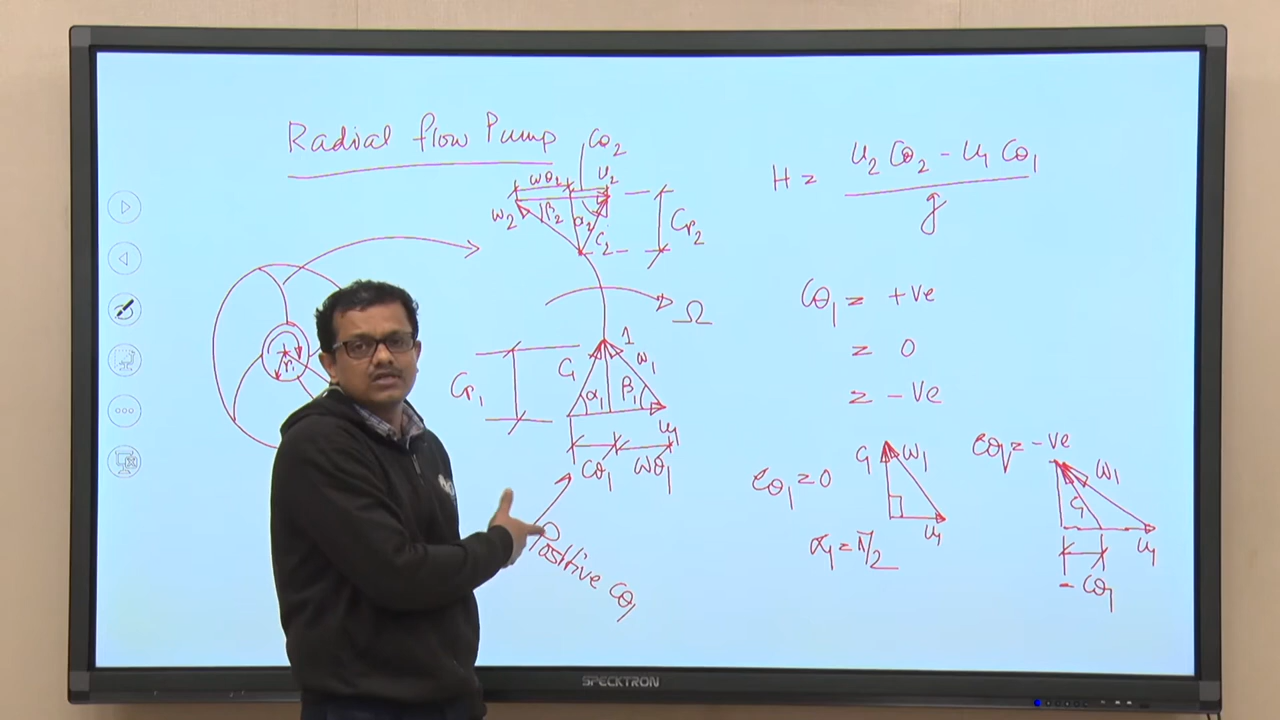 Radial flow Pump
Cθ2
Wθ2
U2
W2
β2
α2
C2
Cr2
H = U2 Cθ2 - U1 Cθ1
g
Ω
r1
1
Cr1
C1
W1
α1
β1
U1
Cθ1
Wθ1
Positive Cθ1
Cθ1 = +ve
= 0
= -ve
Cθ1 = 0
C1
W1
U1
α1 = π/2
Cθ1 = -ve
W1
C1
U1
- Cθ1
SPECKTRON